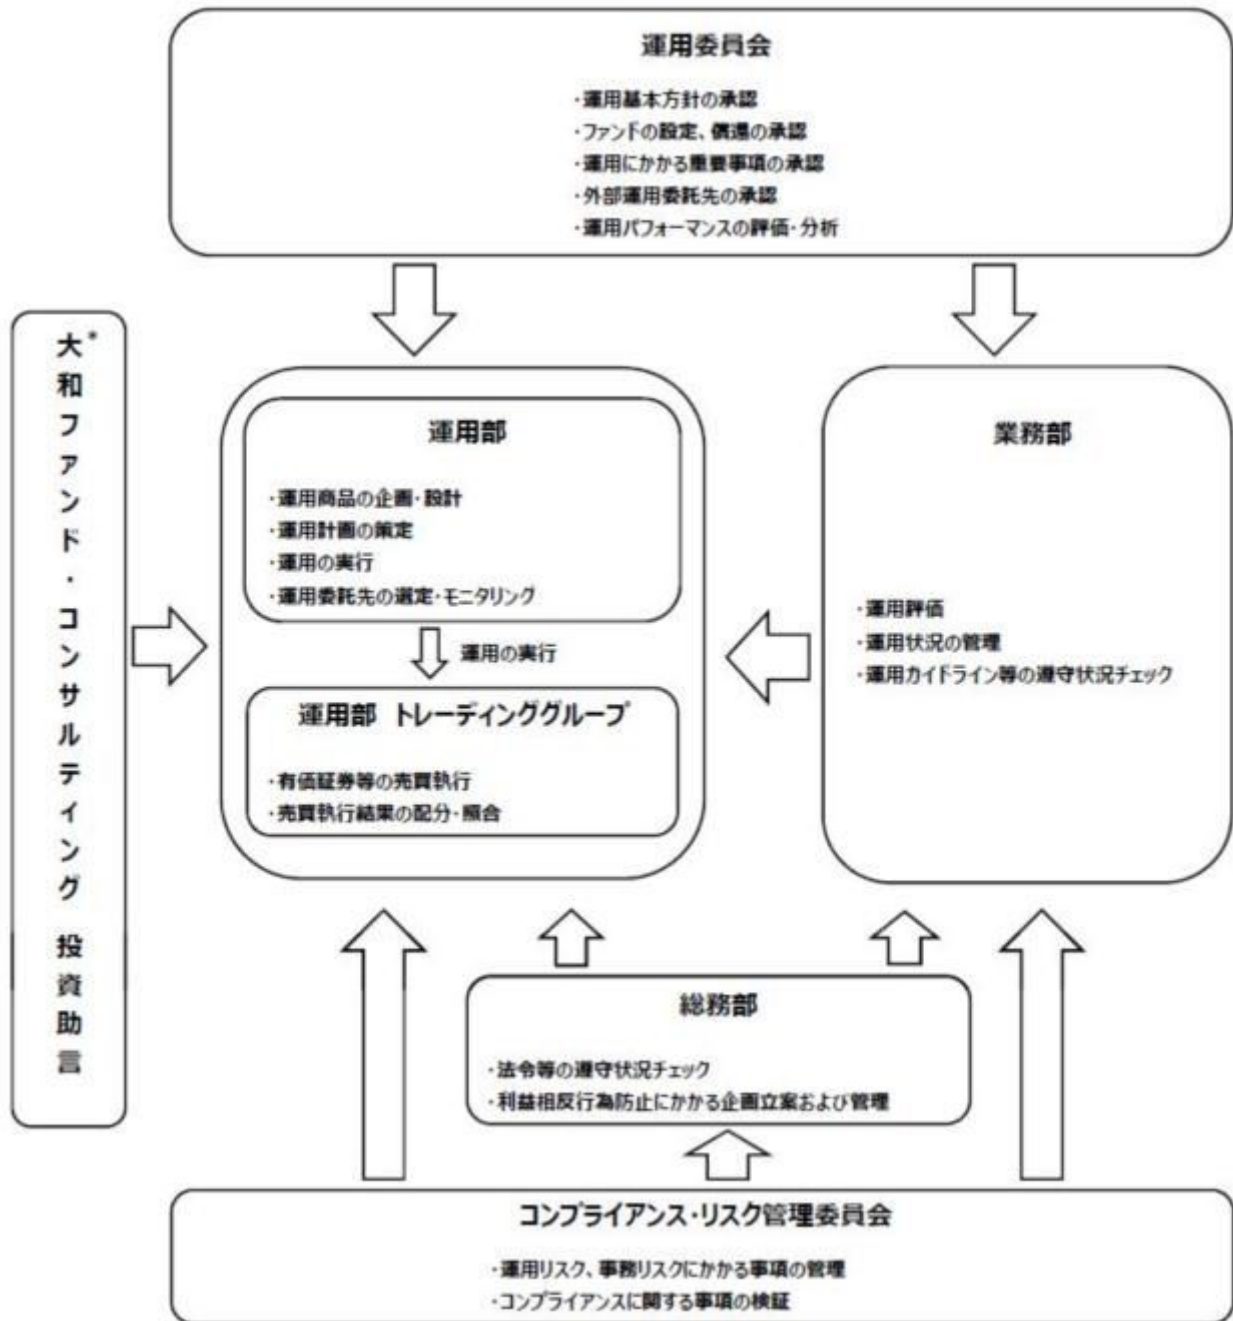 運用委員会
・運用基本方針の承認
・ファンドの設定、償還の承認
・運用にかかる重要事項の承認
・外部運用委託先の承認
・運用パフォーマンスの評価・分析
大和ファンド・コンサルティング 投資助言
*
運用部
・運用商品の企画・設計
・運用計画の策定
・運用の実行
・運用委託先の選定・モニタリング
運用の実行
運用部 トレーディンググループ
・有価証券等の売買執行
・売買執行結果の配分・照合
業務部
・運用評価
・運用状況の管理
・運用ガイドライン等の遵守状況チェック
総務部
・法令等の遵守状況チェック
・利益相反行為防止にかかる企画立案および管理
コンプライアンス・リスク管理委員会
・運用リスク、事務リスクにかかる事項の管理
・コンプライアンスに関する事項の検証